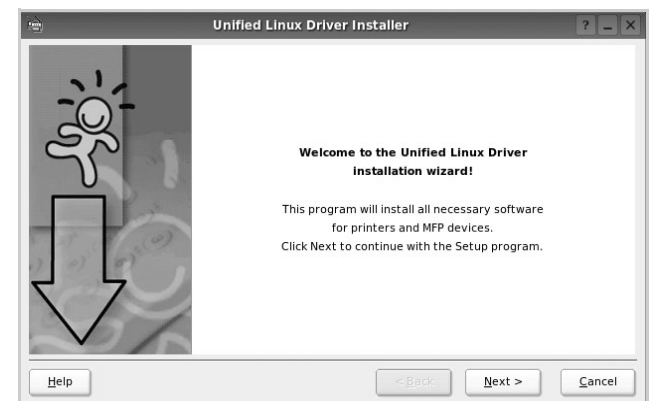 Unified Linux Driver Installer
Welcome to the Unified Linux Driver
installation wizard!
This program will install all necessary software
for printers and MFP devices.
Click Next to continue with the Setup program.
Help
< Back
Next >
Cancel